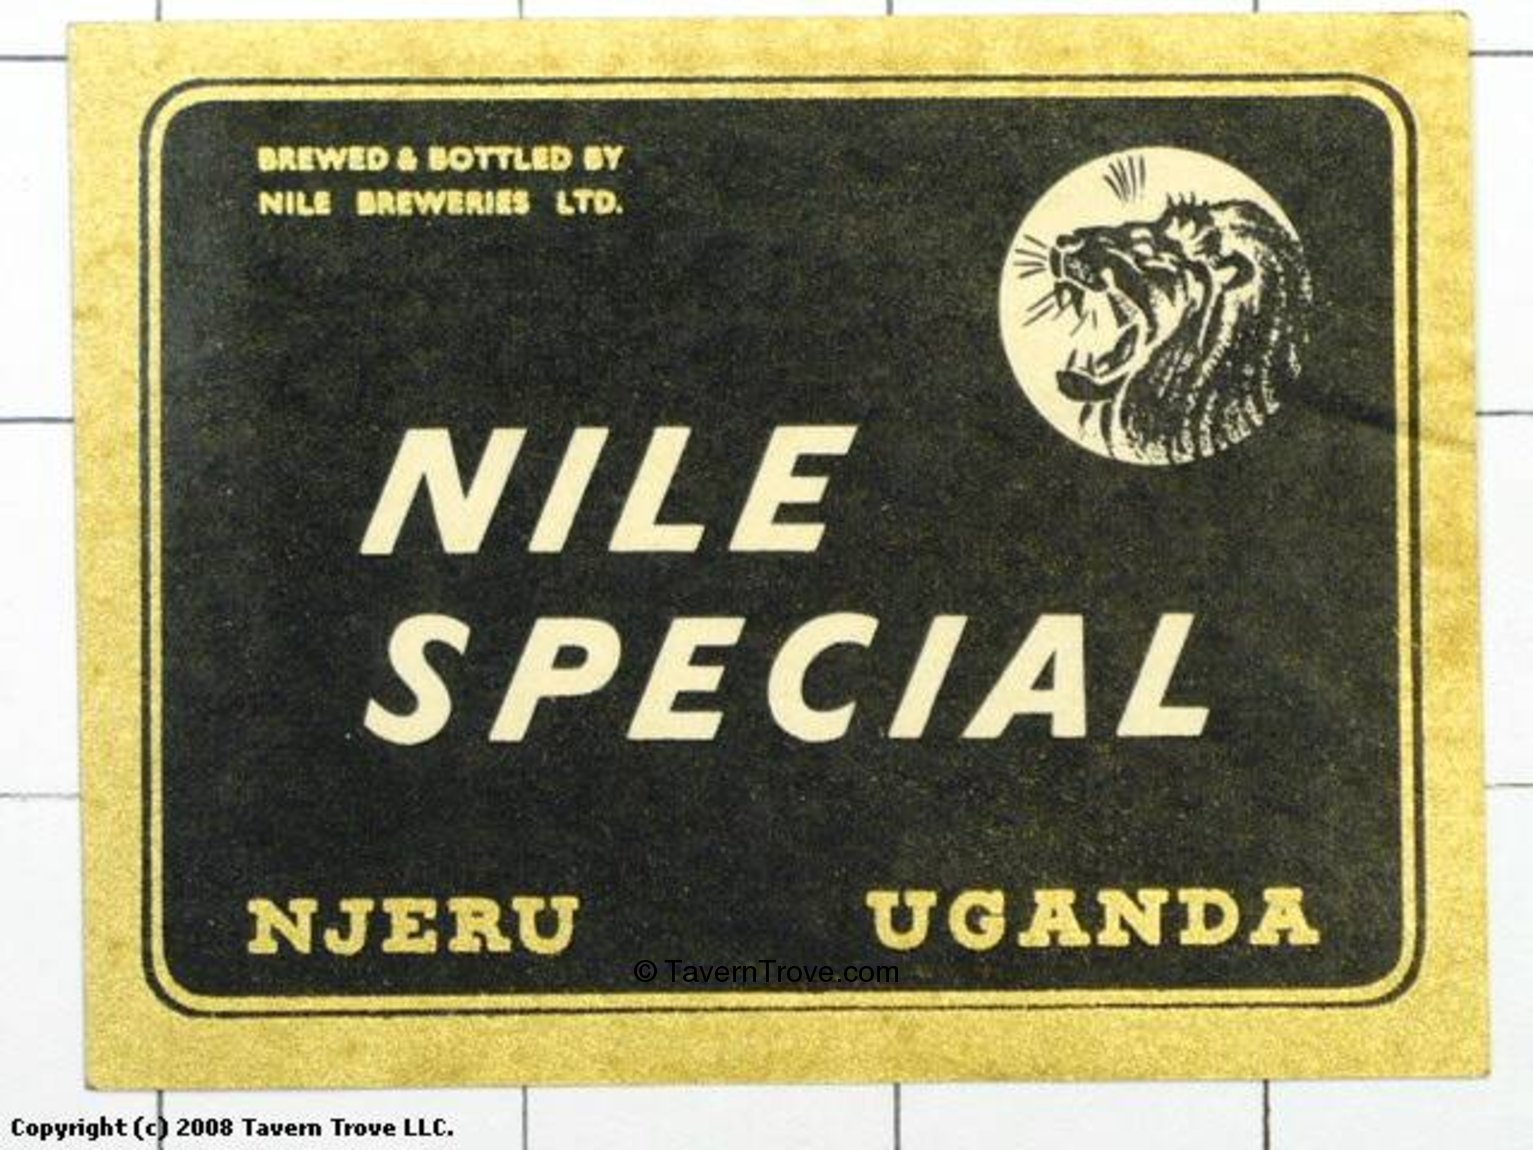 BREWED & BOTTLED BY
NILE BREWERIES LTD.
NILE
SPECIAL
NJERU UGANDA
© TavernTrove.com
Copyright (c) 2008 Tavern Trove LLC.